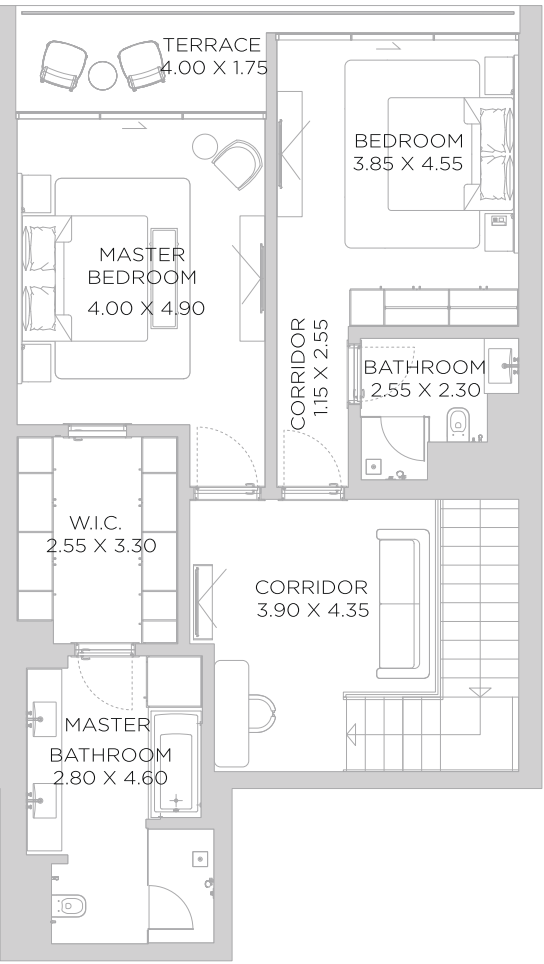 TERRACE
4.00 X 1.75
BEDROOM
3.85 X 4.55
MASTER
BEDROOM
4.00 X 4.90
CORRIDOR
1.15 X 2.55
BATHROOM
2.55 X 2.30
W.I.C.
2.55 X 3.30
CORRIDOR
3.90 X 4.35
MASTER
BATHROOM
2.80 X 4.60